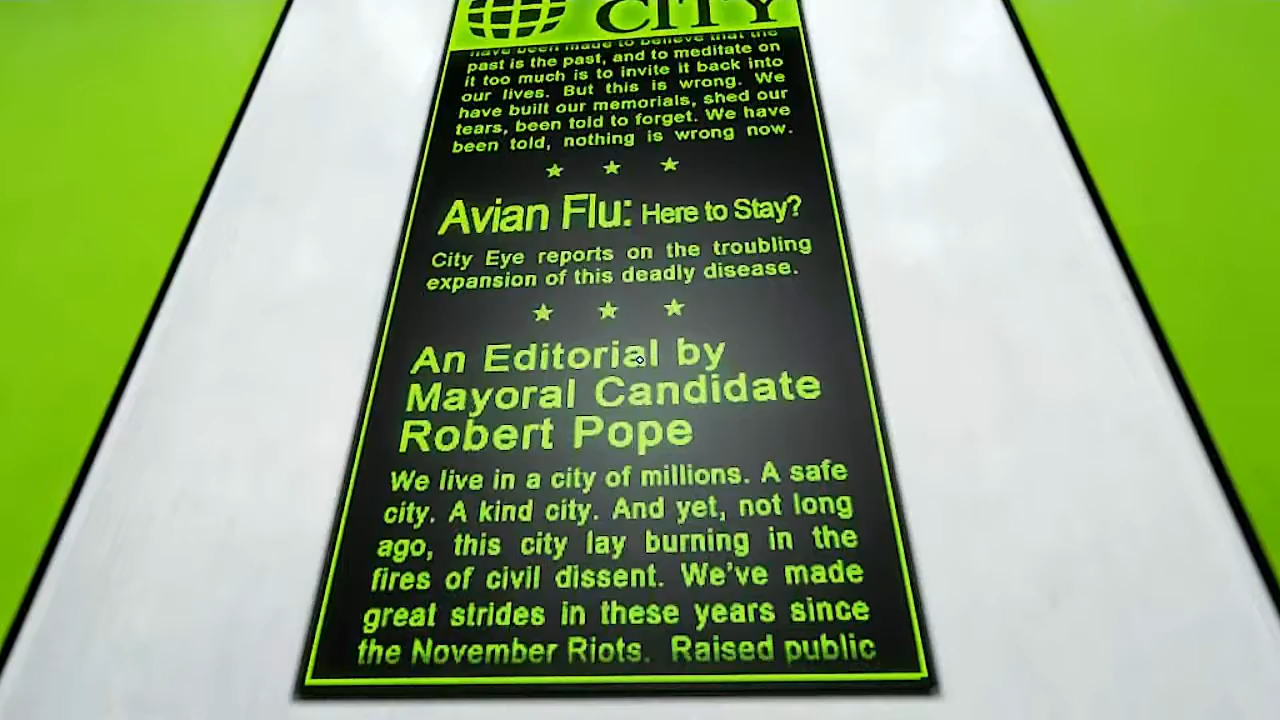 CITY
have been made to believe that the
past is the past, and to meditate on
it too much is to invite it back into
our lives. But this is wrong. We
have built our memorials, shed our
tears, been told to forget. We have
been told, nothing is wrong now.
Avian Flu: Here to Stay?
City Eye reports on the troubling
expansion of this deadly disease.
An Editorial by
Mayoral Candidate
Robert Pope
We live in a city of millions. A safe
city. A kind city. And yet, not long
ago, this city lay burning in the
fires of civil dissent. We've made
great strides in these years since
the November Riots. Raised public